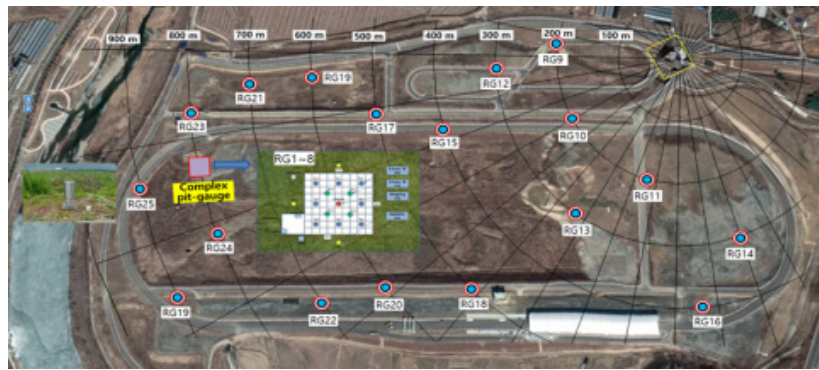 900 m 800 m 700 m 600 m 500 m 400 m 300 m 200 m 100 m
RG9
RG12
RG19
RG21
RG23
RG17
RG15
RG10
RG1~8
Complex
pit-gauge
RG25
RG11
RG13
RG24
RG14
RG19
RG22
RG20
RG18
RG16